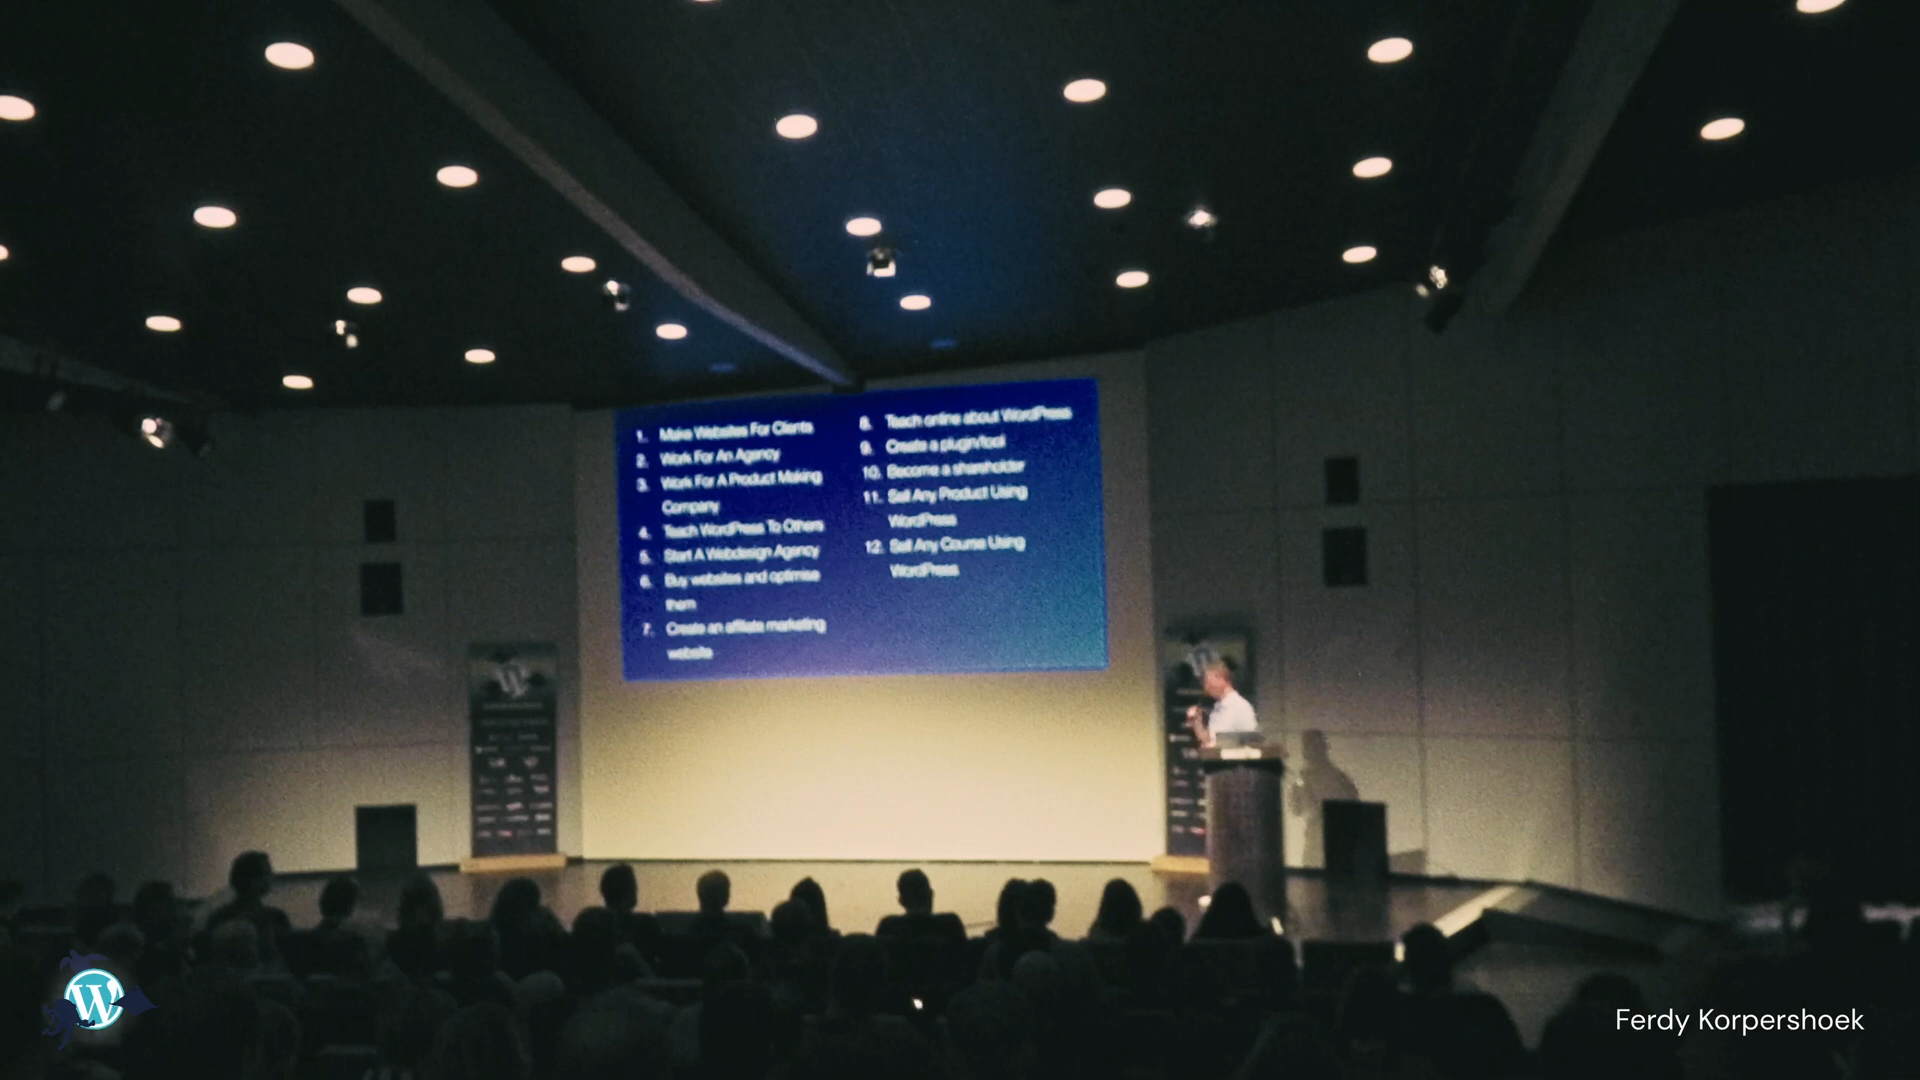 1. Make Websites For Clients
2. Work For An Agency
3. Work For A Product Making
Company
4. Teach WordPress To Others
5. Start A Webdesign Agency
6. Buy websites and optimise
them
7. Create an affiliate marketing
website
8. Teach online about WordPress
9. Create a plugin/tool
10. Become a shareholder
11. Sell Any Product Using
WordPress
12. Sell Any Course Using
WordPress
W
Ferdy Korpershoek